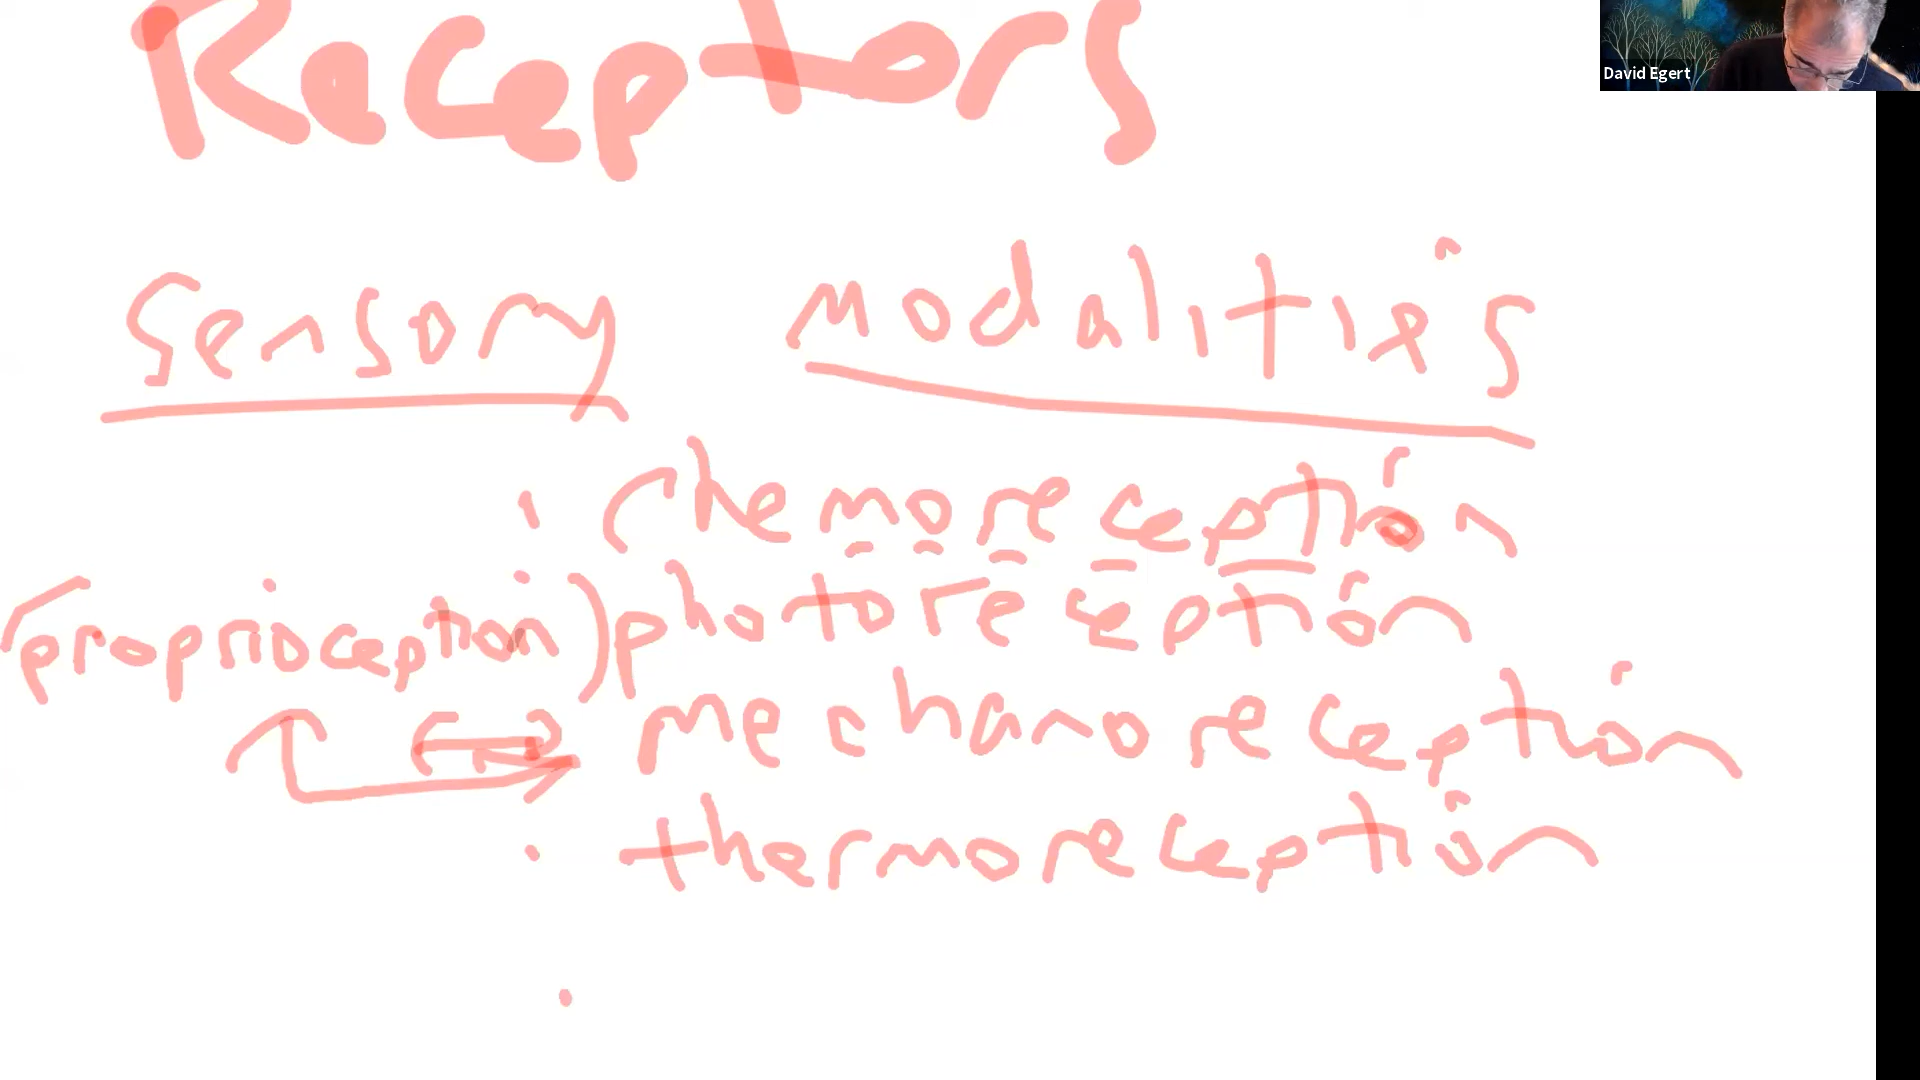 Receptors
David Egert
Sensory modalities
· chemoreception
(proprioception) · photoreception
· mechanoreception
· thermoreception
·